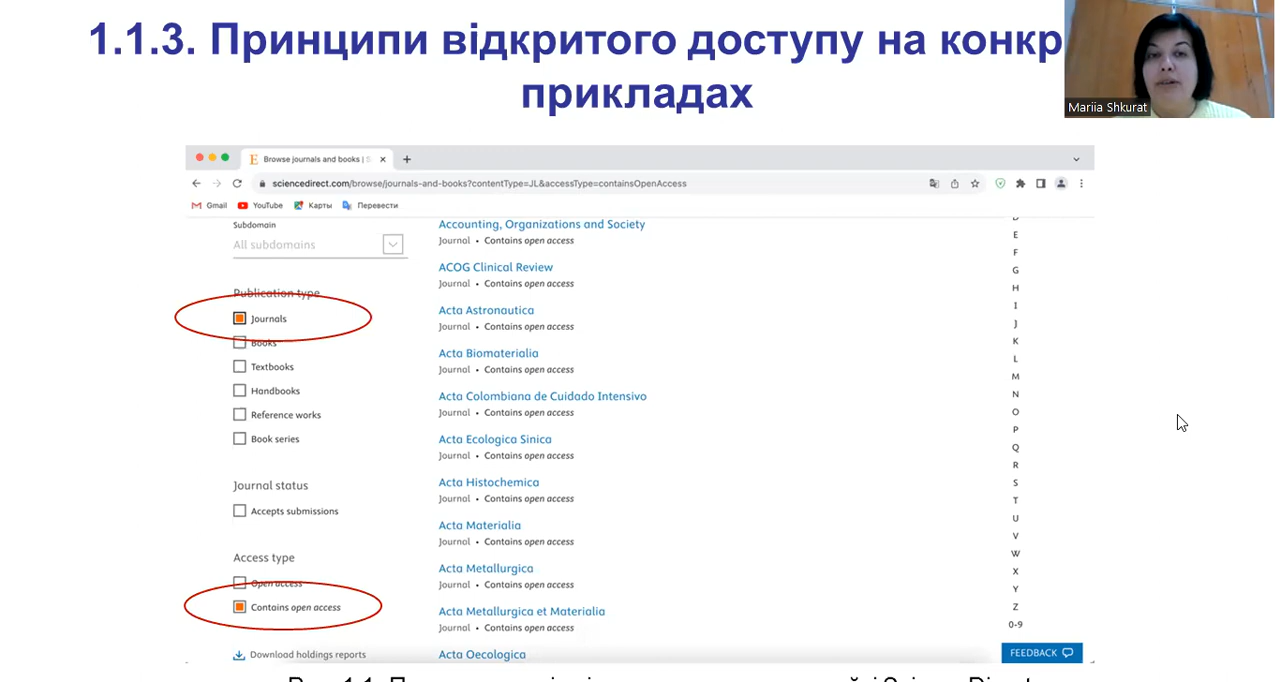 1.1.3. Принципи відкритого доступу на
прикладах
Mariia Shkurat
Browse journals and books |
sciencedirect.com/browse/journals-and-books?contentType=JL&accessType=containsOpenAccess
Gmail YouTube Карты Перевести
Subdomain
All subdomains
Publication type
Journals
Books
Textbooks
Handbooks
Reference works
Book series
Journal status
Accepts submissions
Access type
Open access
Contains open access
Download holdings reports
Accounting, Organizations and Society
Journal • Contains open access
ACOG Clinical Review
Journal • Contains open access
Acta Astronautica
Journal • Contains open access
Acta Biomaterialia
Journal • Contains open access
Acta Colombiana de Cuidado Intensivo
Journal • Contains open access
Acta Ecologica Sinica
Journal • Contains open access
Acta Histochemica
Journal • Contains open access
Acta Materialia
Journal • Contains open access
Acta Metallurgica
Journal • Contains open access
Acta Metallurgica et Materialia
Journal • Contains open access
Acta Oecologica
E
F
G
H
I
J
K
L
M
N
O
P
Q
R
S
T
U
V
W
X
Y
Z
0-9
FEEDBACK